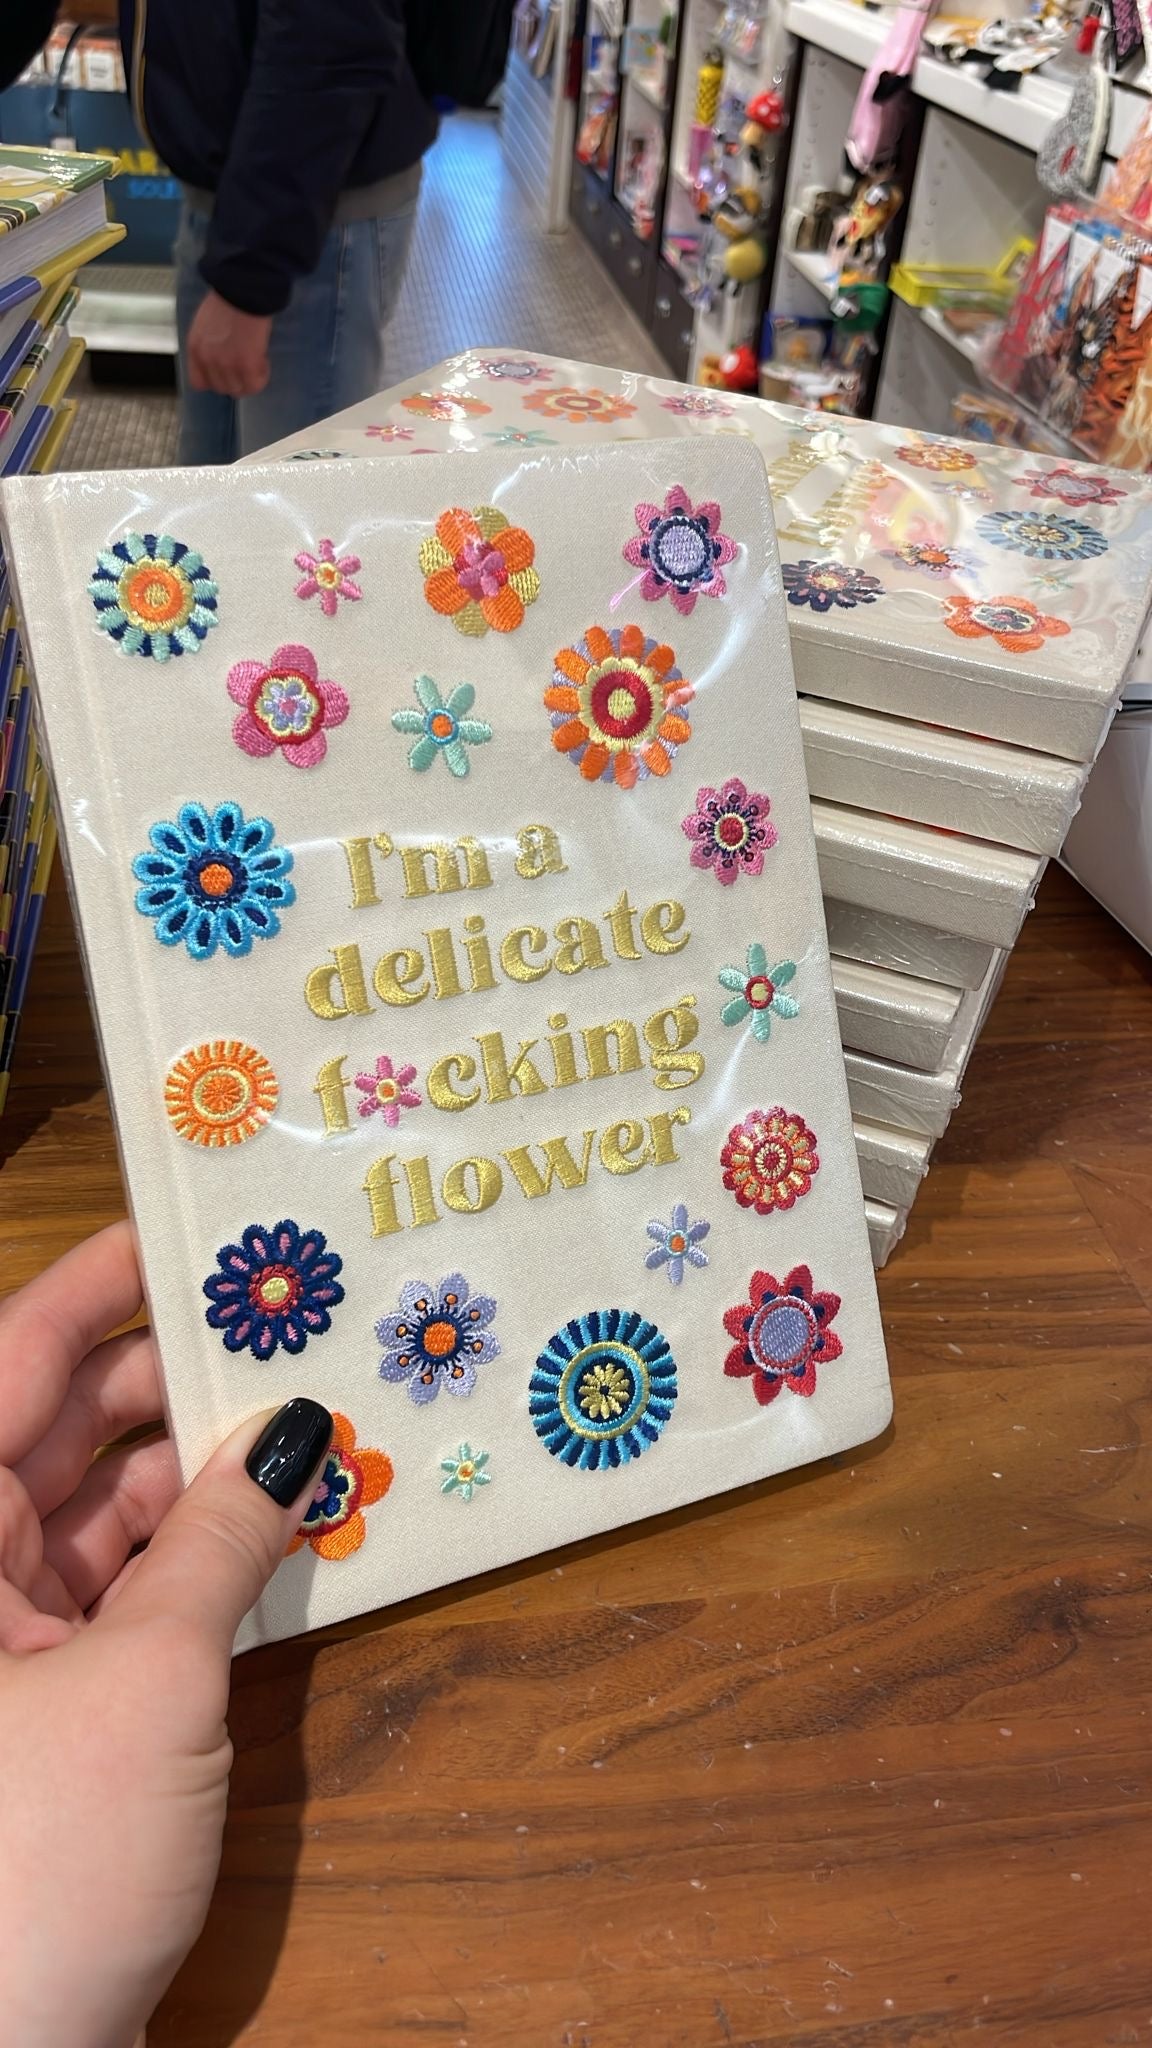 I'm a
delicate
f cking
flower